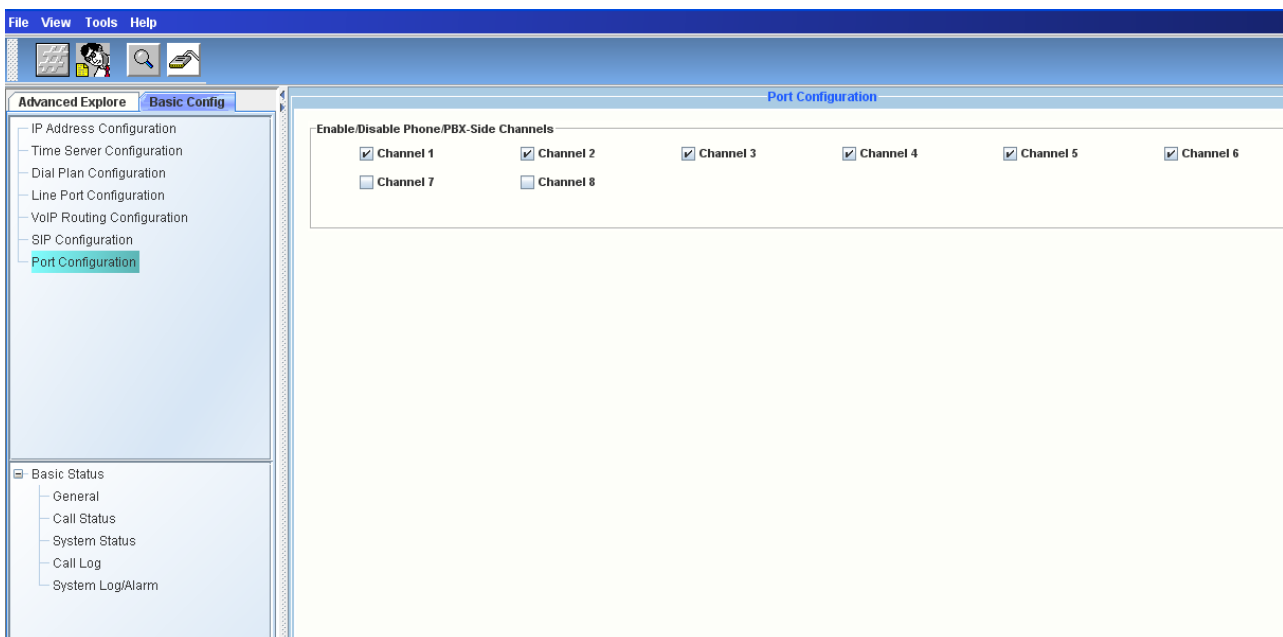 File View Tools Help
Advanced Explore Basic Config
IP Address Configuration
Time Server Configuration
Dial Plan Configuration
Line Port Configuration
VoIP Routing Configuration
SIP Configuration
Port Configuration
Basic Status
General
Call Status
System Status
Call Log
System Log/Alarm
Port Configuration
Enable/Disable Phone/PBX-Side Channels
Channel 1 Channel 2 Channel 3 Channel 4 Channel 5 Channel 6
Channel 7 Channel 8